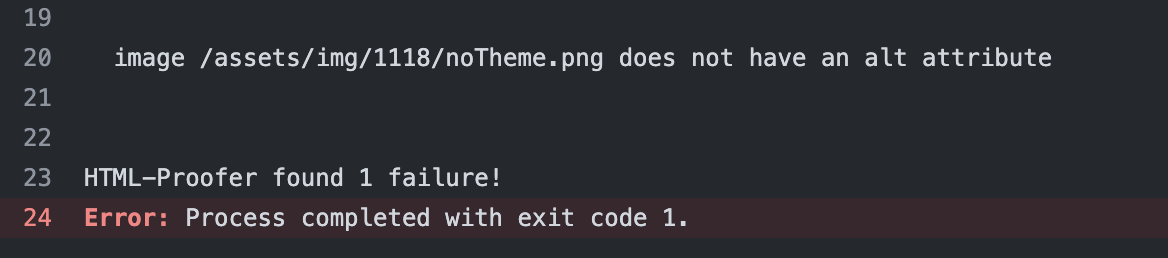 19
20 image /assets/img/1118/noTheme.png does not have an alt attribute
21
22
23 HTML-Proofer found 1 failure!
24 Error: Process completed with exit code 1.